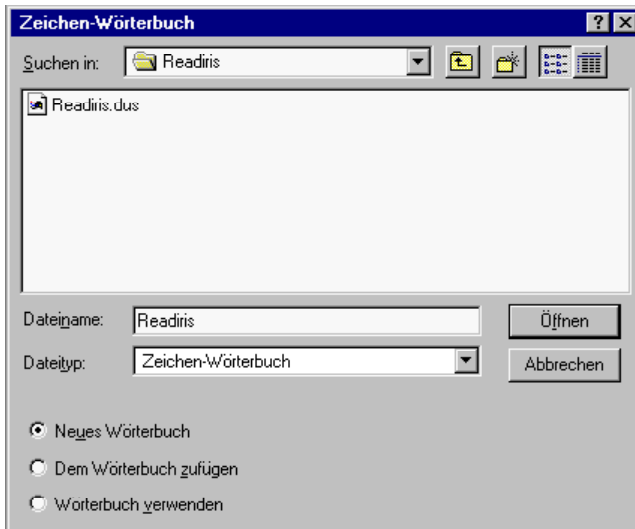 Zeichen-Wörterbuch
Suchen in: Readiris
Readiris.dus
Dateiname: Readiris Öffnen
Dateityp: Zeichen-Wörterbuch Abbrechen
Neues Wörterbuch
Dem Wörterbuch zufügen
Wörterbuch verwenden